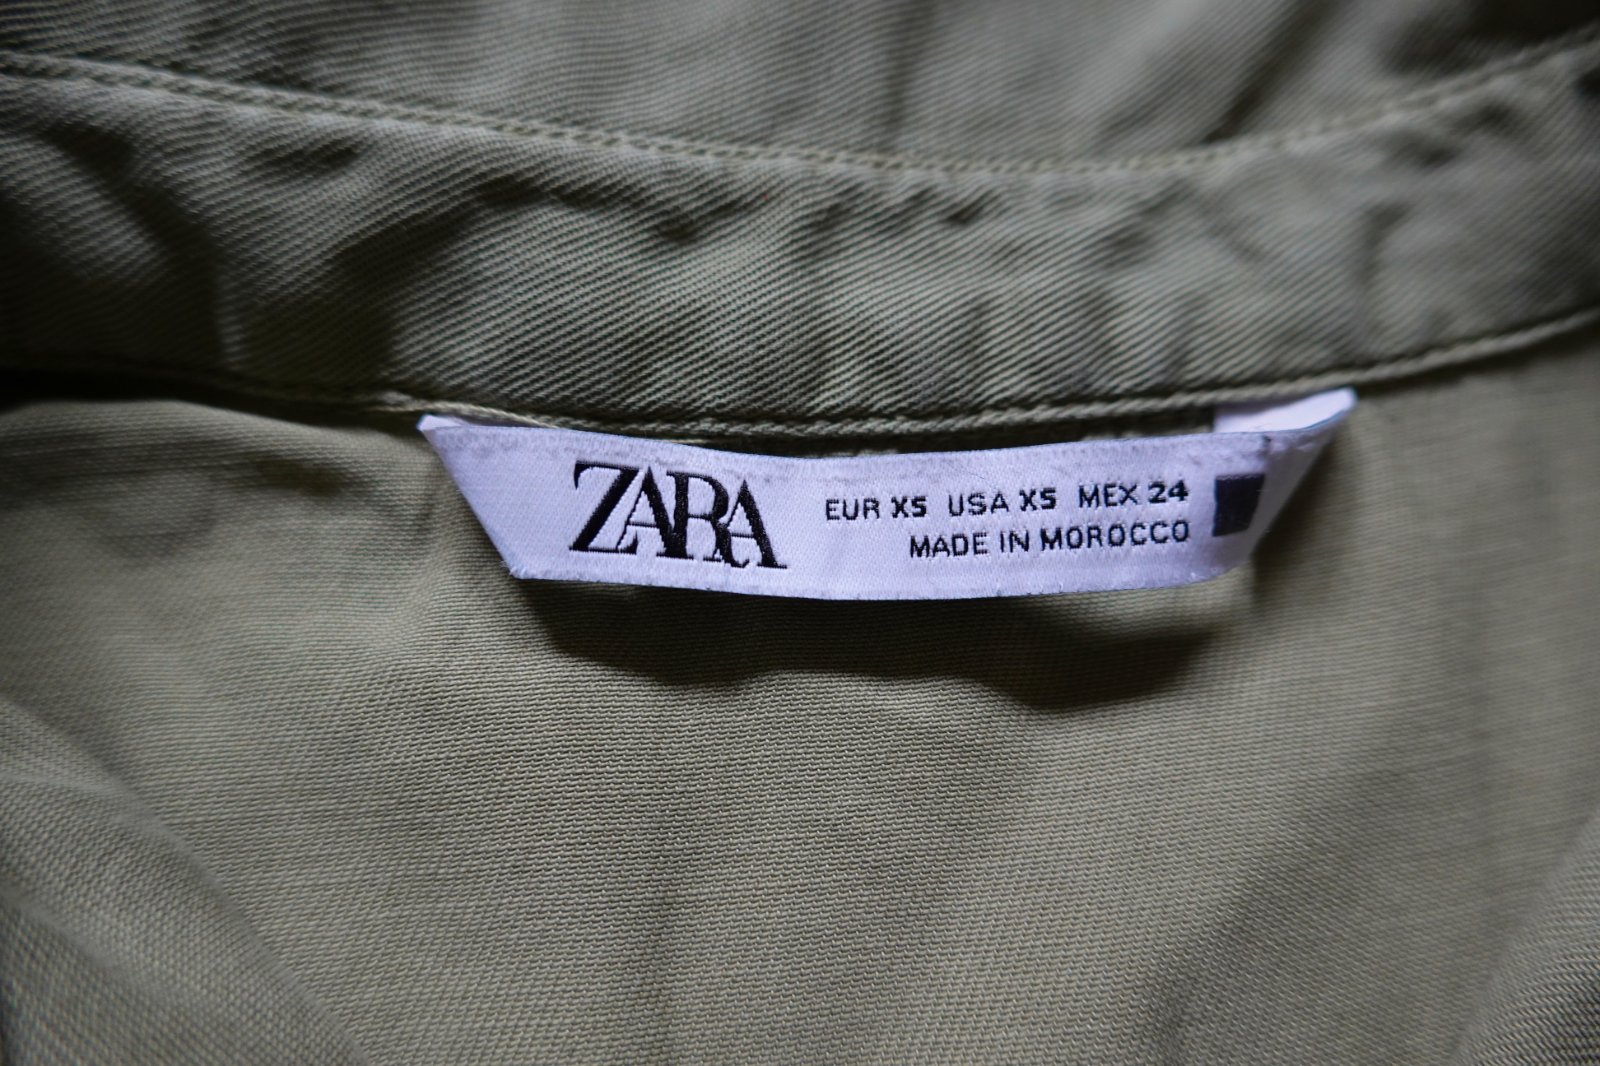 ZARA
EUR XS USA XS MEX 24
MADE IN MOROCCO